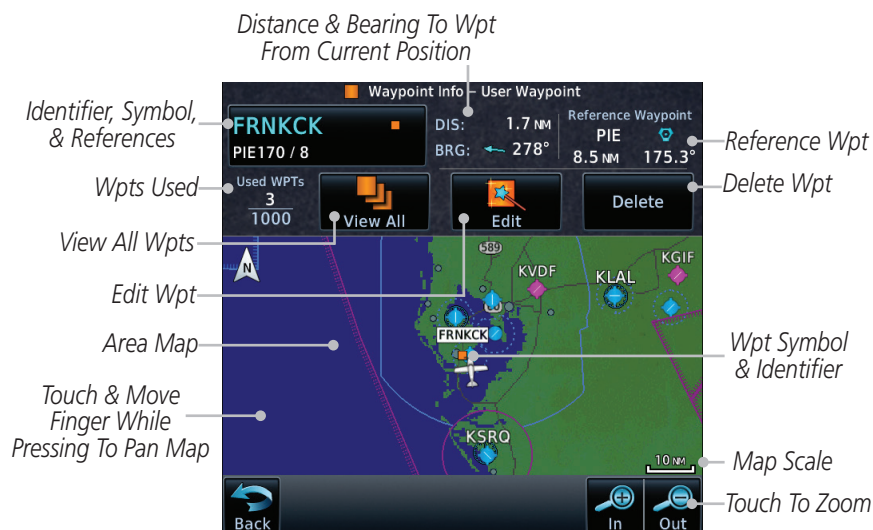 Distance & Bearing To Wpt
From Current Position
Waypoint Info – User Waypoint
Identifier, Symbol,
& References
FRNKCK
PIE170 / 8
DIS: 1.7 NM
BRG: 278°
Reference Waypoint
PIE
8.5 NM 175.3°
Reference Wpt
Wpts Used
Used WPTs
3
1000
View All
Edit
Delete
Delete Wpt
View All Wpts
Edit Wpt
Area Map
Touch & Move
Finger While
Pressing To Pan Map
N
589
KVDF
KLAL
KGIF
FRNKCK
Wpt Symbol
& Identifier
KSRQ
10 NM
Map Scale
Back
In
Out
Touch To Zoom